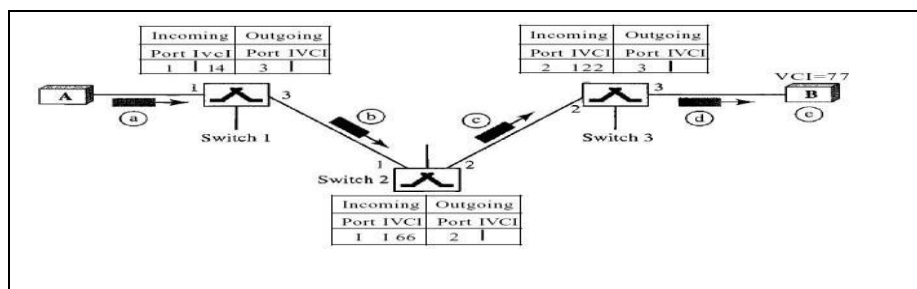 Incoming Outgoing
Port IvcI Port IVCI
1 | 14 3 |
Incoming Outgoing
Port IVCI Port IVCI
2 122 3 |
VCI=77
A
1
3
a
Switch 1
b
c
2
3
Switch 3
d
B
e
1
2
Switch 2
Incoming Outgoing
Port IVCI Port IVCI
1 I 66 2 |